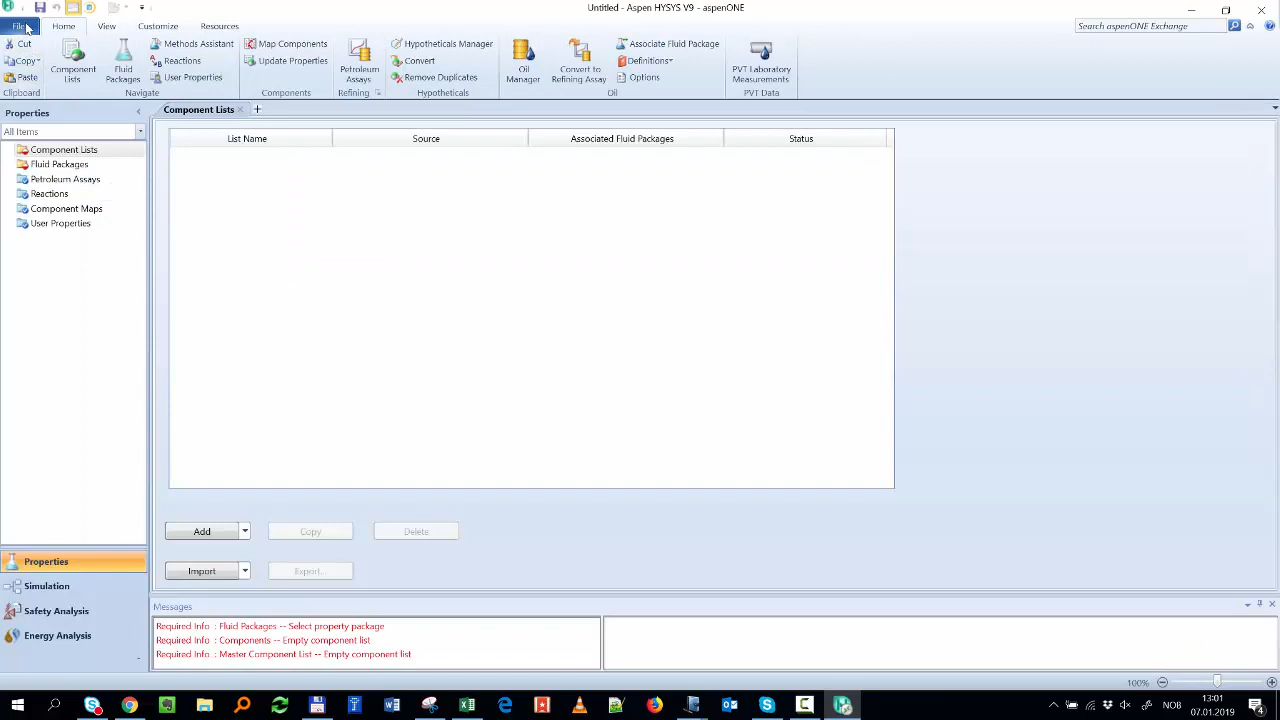 Untitled - Aspen HYSYS V9 - aspenONE
File Home View Customize Resources
Search aspenONE Exchange
Cut
Copy
Paste
Clipboard
Component Lists
Fluid Packages
Methods Assistant
Reactions
User Properties
Navigate
Map Components
Update Properties
Components
Petroleum Assays
Refining
Hypotheticals Manager
Convert
Remove Duplicates
Hypotheticals
Oil Manager
Convert to Refining Assay
Associate Fluid Package
Definitions
Options
Oil
PVT Laboratory Measurements
PVT Data
Properties
All Items
Component Lists
Fluid Packages
Petroleum Assays
Reactions
Component Maps
User Properties
Properties
Simulation
Safety Analysis
Energy Analysis
Component Lists
List Name Source Associated Fluid Packages Status
Add Copy Delete
Import Export...
Messages
Required Info : Fluid Packages -- Select property package
Required Info : Components -- Empty component list
Required Info : Master Component List -- Empty component list
100%
NOB
13:01
07.01.2019